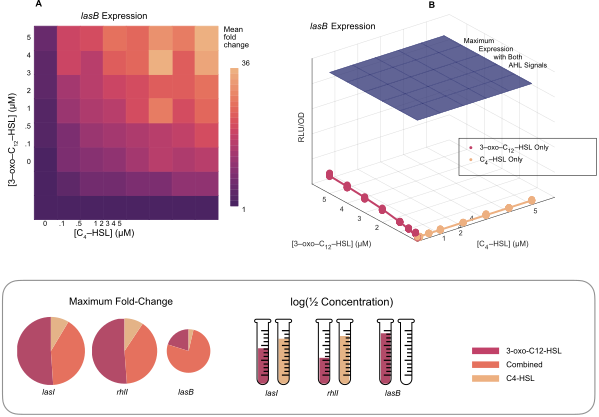 A
lasB Expression
Mean
fold
change
36
1
5
4
3
2
1
.5
.1
0
[3-oxo-C12-HSL] (µM)
0 .1 .5 1 2 3 4 5
[C4-HSL] (µM)
B
lasB Expression
Maximum
Expression
with Both
AHL Signals
RLU/OD
3-oxo-C12-HSL Only
C4-HSL Only
5 4 3 2 1
1 2 4 5
[3-oxo-C12-HSL] (µM)
[C4-HSL] (µM)
Maximum Fold-Change
lasI rhlI lasB
log(½ Concentration)
lasI rhlI lasB
3-oxo-C12-HSL
Combined
C4-HSL